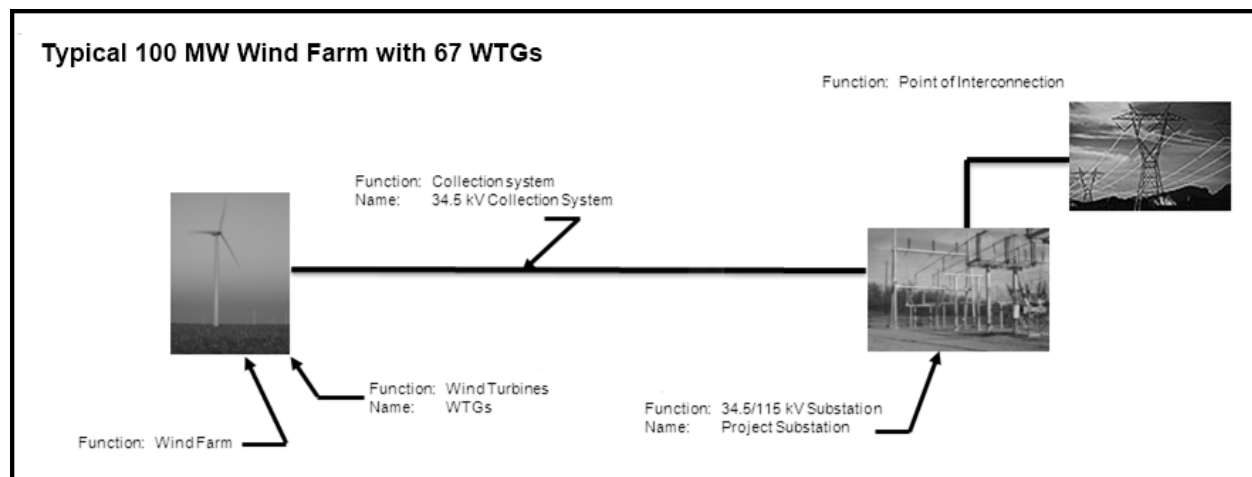 Typical 100 MW Wind Farm with 67 WTGs
Function: Point of Interconnection
Function: Collection system
Name: 34.5 kV Collection System
Function: Wind Turbines
Name: WTGs
Function: 34.5/115 kV Substation
Name: Project Substation
Function: Wind Farm